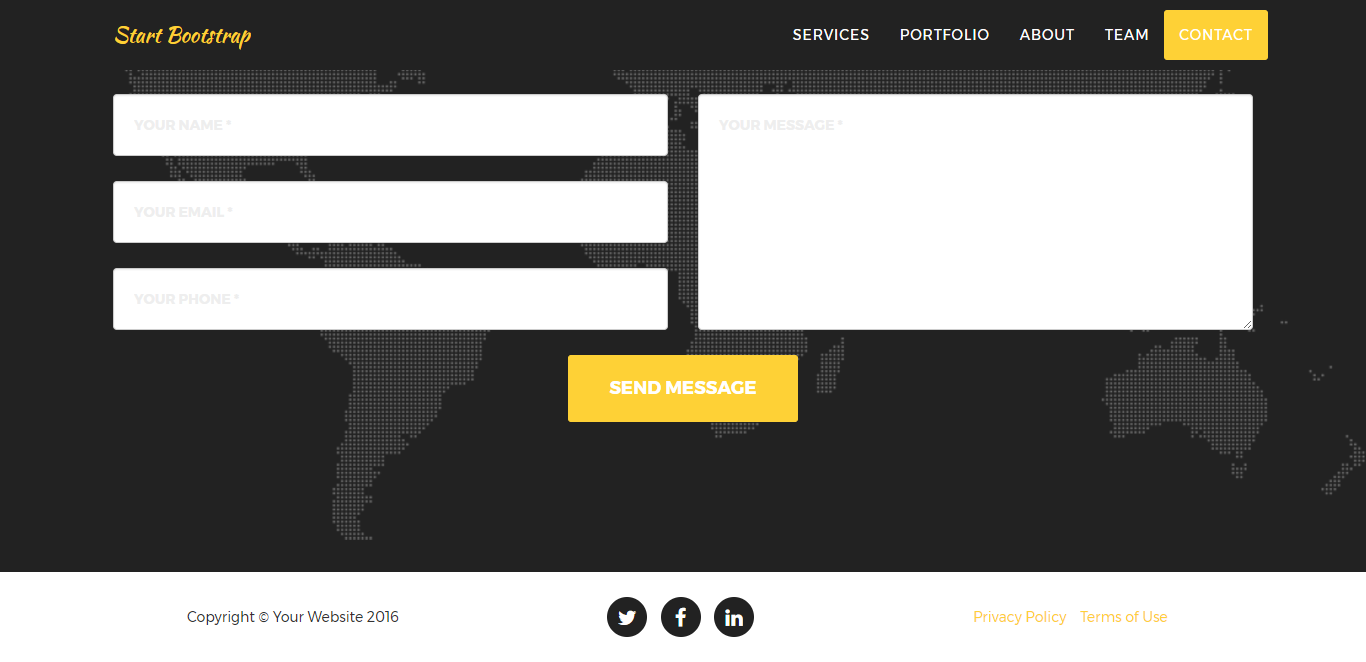 Start Bootstrap
SERVICES PORTFOLIO ABOUT TEAM CONTACT
YOUR NAME *
YOUR EMAIL *
YOUR PHONE *
YOUR MESSAGE *
SEND MESSAGE
Copyright © Your Website 2016
Privacy Policy Terms of Use